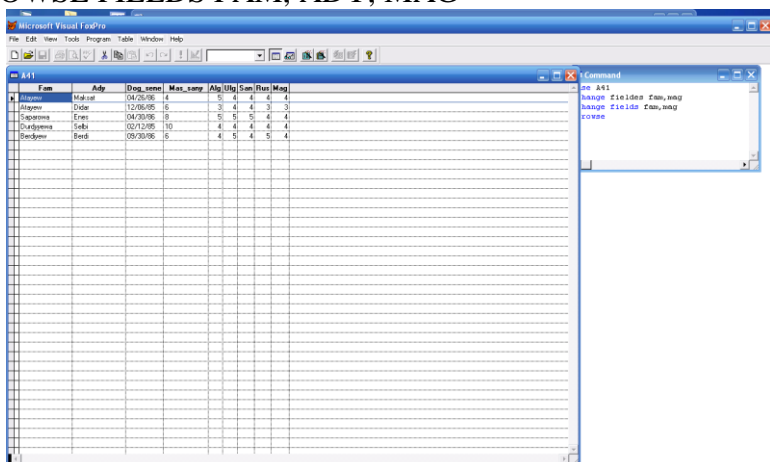 OWSE FIELDS FAM, ADY, MAG
Microsoft Visual FoxPro
File Edit View Tools Program Table Window Help
A41
Fam Ady Dog_sene Mas_sany Alg Ulg San Rus Mag
Atayew Maksat 04/26/86 4 5 4 4 4 4
Atayew Didar 12/06/85 6 3 4 4 3 3
Saparowa Enes 04/30/86 8 5 5 5 4 4
Durdyyewa Selbi 02/12/85 10 4 4 4 4 4
Berdiyew Berdi 09/30/86 6 4 5 4 5 4
Command
se A41
hange fieldes fam,mag
hange fields fam,mag
rowse